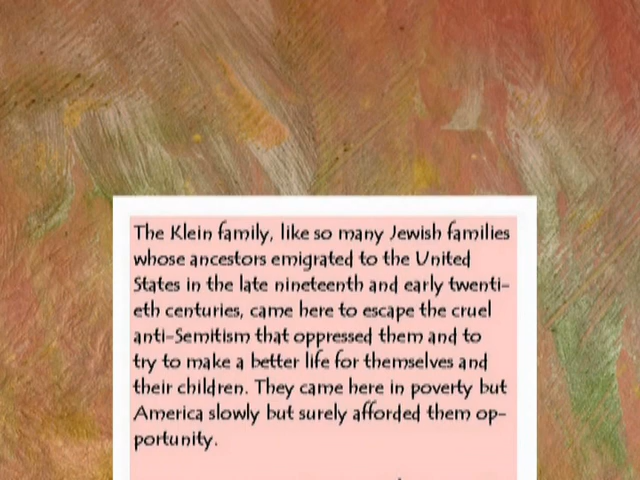 The Klein family, like so many Jewish families
whose ancestors emigrated to the United
States in the late nineteenth and early twenti-
eth centuries, came here to escape the cruel
anti-Semitism that oppressed them and to
try to make a better life for themselves and
their children. They came here in poverty but
America slowly but surely afforded them op-
portunity.